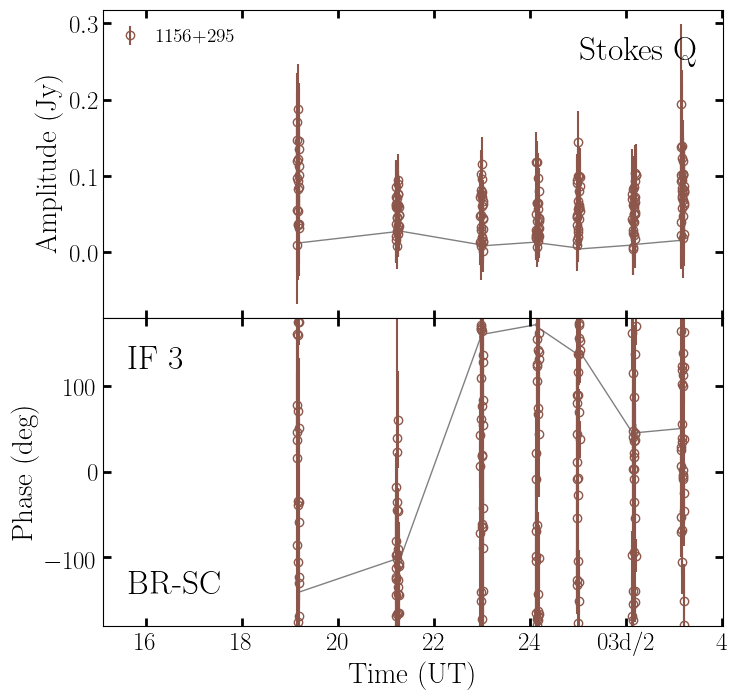 1156+295
Stokes Q
Amplitude (Jy)
0.3
0.2
0.1
0.0
IF 3
BR-SC
Phase (deg)
100
0
−100
16 18 20 22 24 03d/2 4
Time (UT)